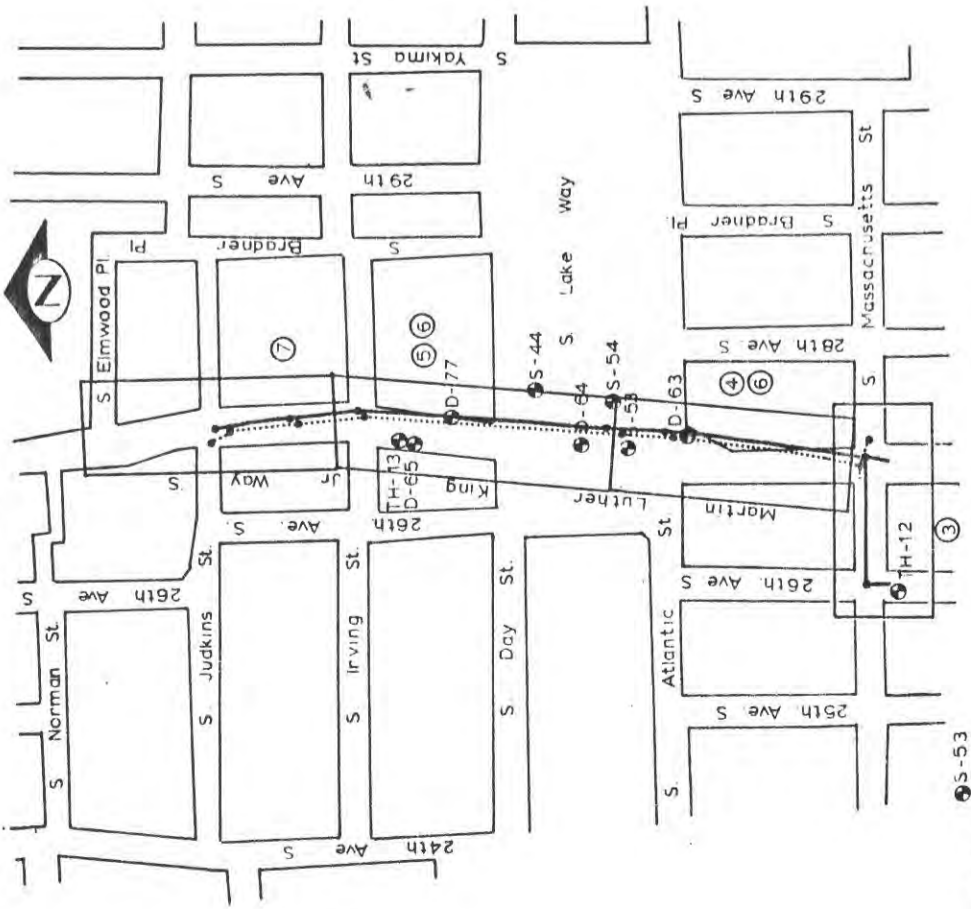 S Yakima St
29th Ave S
29th Ave S
S. Lake Way
Massachusetts St.
S Bradner Pl.
S Bradner Pl
S Elmwood Pl.
N
28th Ave S
S.
7
5 6
4 6
D-77
S-44
D-64
S-54
S-53
D-63
TH-13
D-65
Martin Luther King Jr Way S.
3
TH-12
26th Ave S.
26th Ave S
26th Ave S
S Norman St.
S Judkins St.
S Irving St.
S Day St.
S. Atlantic St
25th Ave S
24th Ave S
S-53